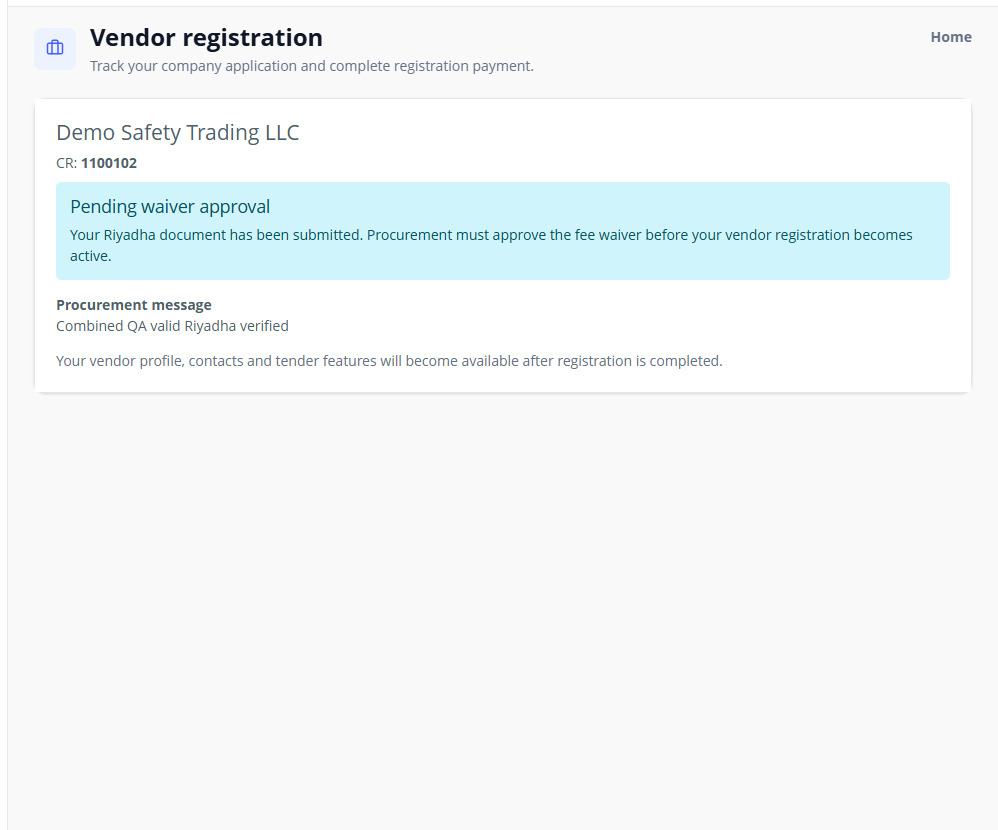 Vendor registration
Home
Track your company application and complete registration payment.
Demo Safety Trading LLC
CR: 1100102
Pending waiver approval
Your Riyadha document has been submitted. Procurement must approve the fee waiver before your vendor registration becomes
active.
Procurement message
Combined QA valid Riyadha verified
Your vendor profile, contacts and tender features will become available after registration is completed.